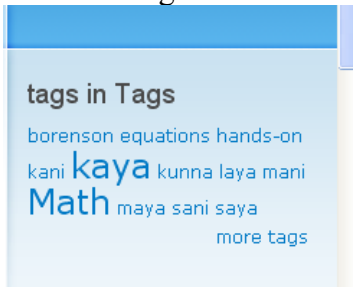 tags in Tags
borenson equations hands-on
kani kaya kunna laya mani
Math maya sani saya
more tags